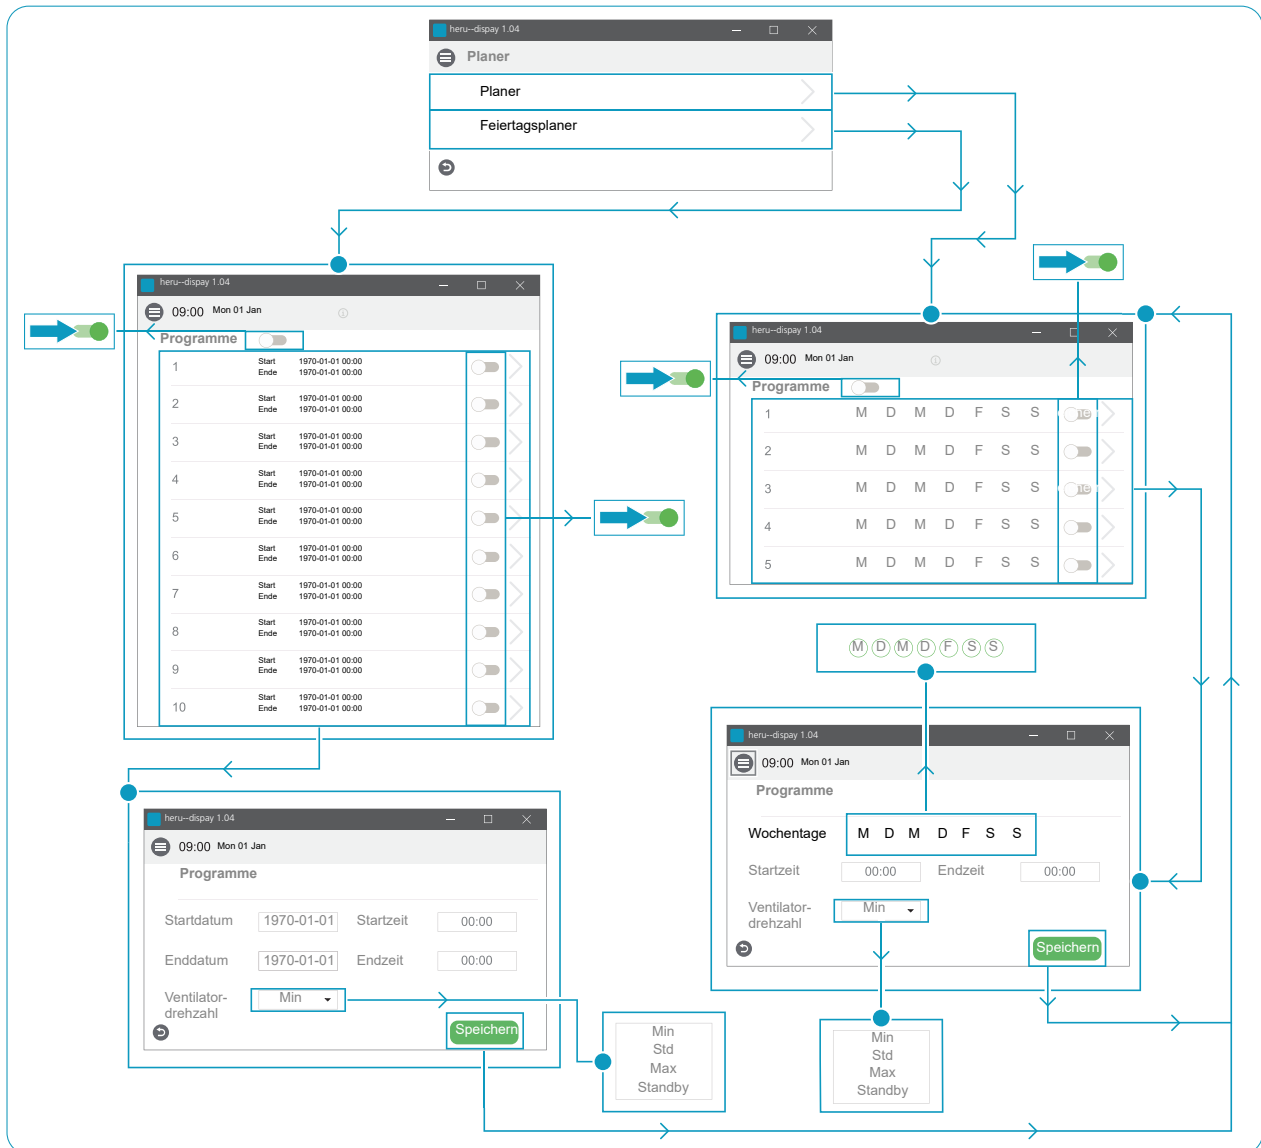 heru--dispay 1.04
Planer
Planer
Feiertagsplaner
heru--dispay 1.04
09:00 Mon 01 Jan
Programme
1 Start 1970-01-01 00:00
Ende 1970-01-01 00:00
2 Start 1970-01-01 00:00
Ende 1970-01-01 00:00
3 Start 1970-01-01 00:00
Ende 1970-01-01 00:00
4 Start 1970-01-01 00:00
Ende 1970-01-01 00:00
5 Start 1970-01-01 00:00
Ende 1970-01-01 00:00
6 Start 1970-01-01 00:00
Ende 1970-01-01 00:00
7 Start 1970-01-01 00:00
Ende 1970-01-01 00:00
8 Start 1970-01-01 00:00
Ende 1970-01-01 00:00
9 Start 1970-01-01 00:00
Ende 1970-01-01 00:00
10 Start 1970-01-01 00:00
Ende 1970-01-01 00:00
heru--dispay 1.04
09:00 Mon 01 Jan
Programme
1 M D M D F S S
2 M D M D F S S
3 M D M D F S S
4 M D M D F S S
5 M D M D F S S
M D M D F S S
heru--dispay 1.04
09:00 Mon 01 Jan
Programme
Wochentage M D M D F S S
Startzeit 00:00 Endzeit 00:00
Ventilator-
drehzahl Min
Speichern
Min
Std
Max
Standby
heru--dispay 1.04
09:00 Mon 01 Jan
Programme
Startdatum 1970-01-01 Startzeit 00:00
Enddatum 1970-01-01 Endzeit 00:00
Ventilator-
drehzahl Min
Speichern
Min
Std
Max
Standby